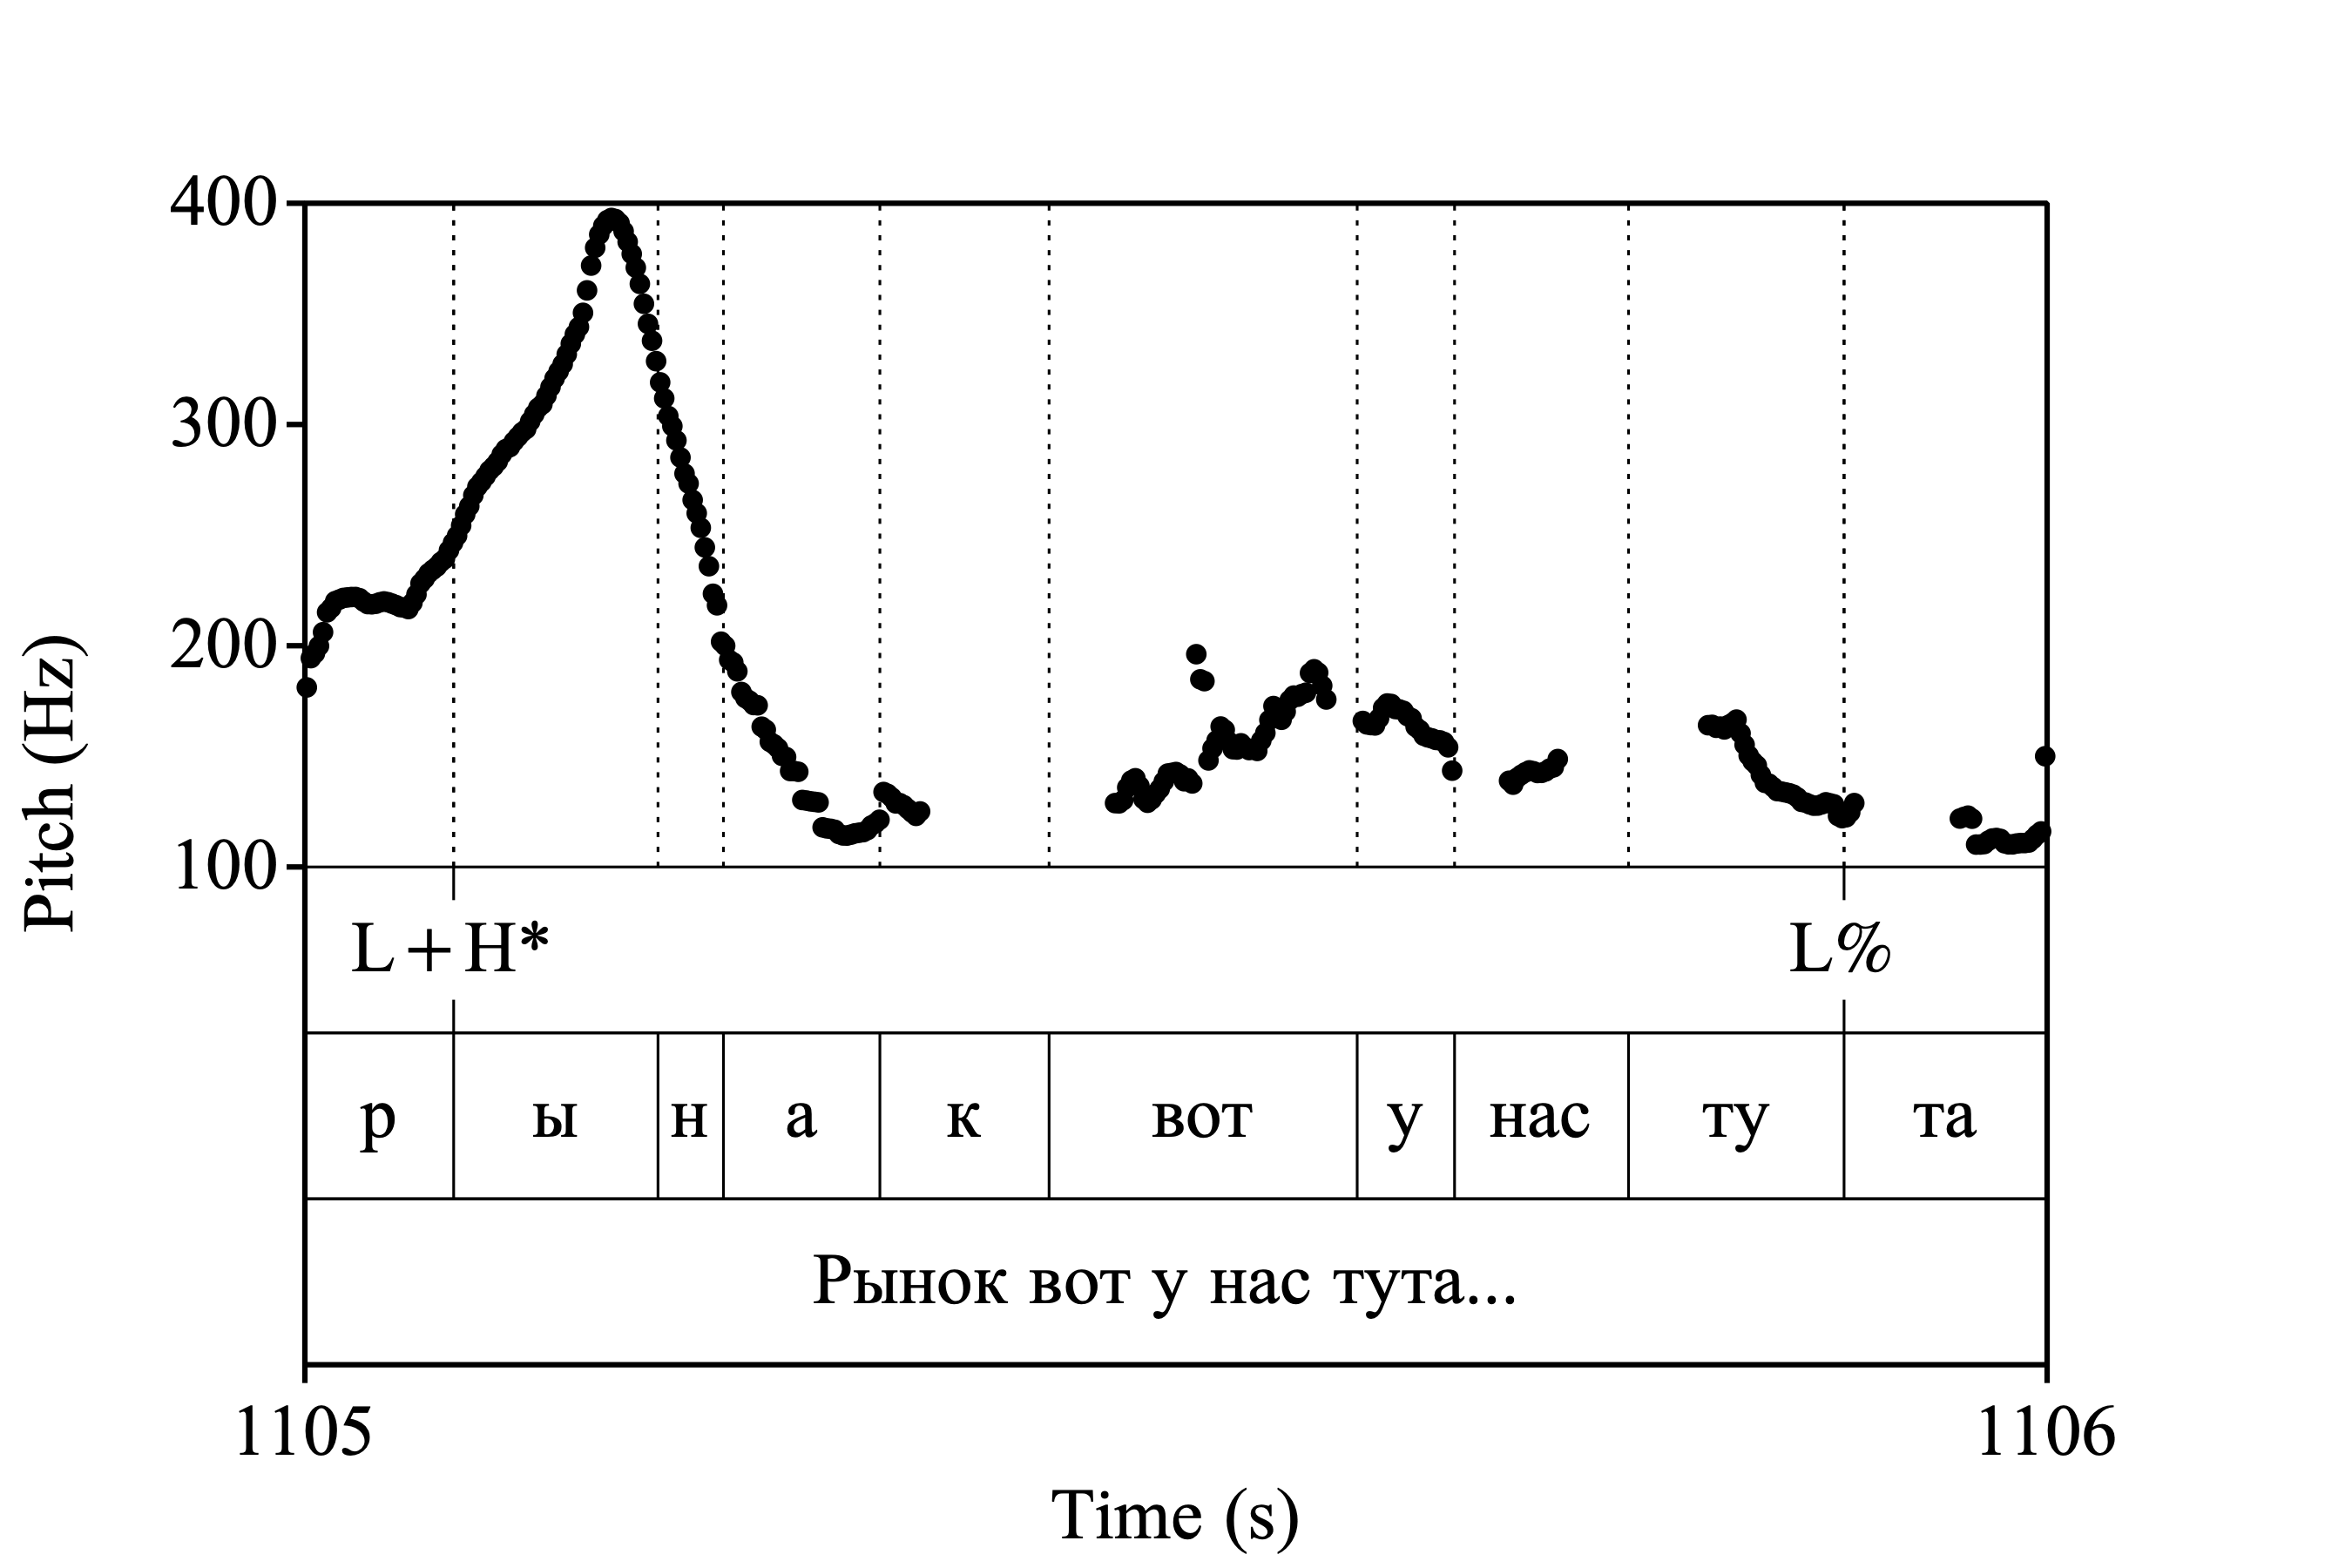 Pitch (Hz)
400
300
200
100
L+H* L%
р ы н а к вот у нас ту та
Рынок вот у нас тута...
1105 1106
Time (s)